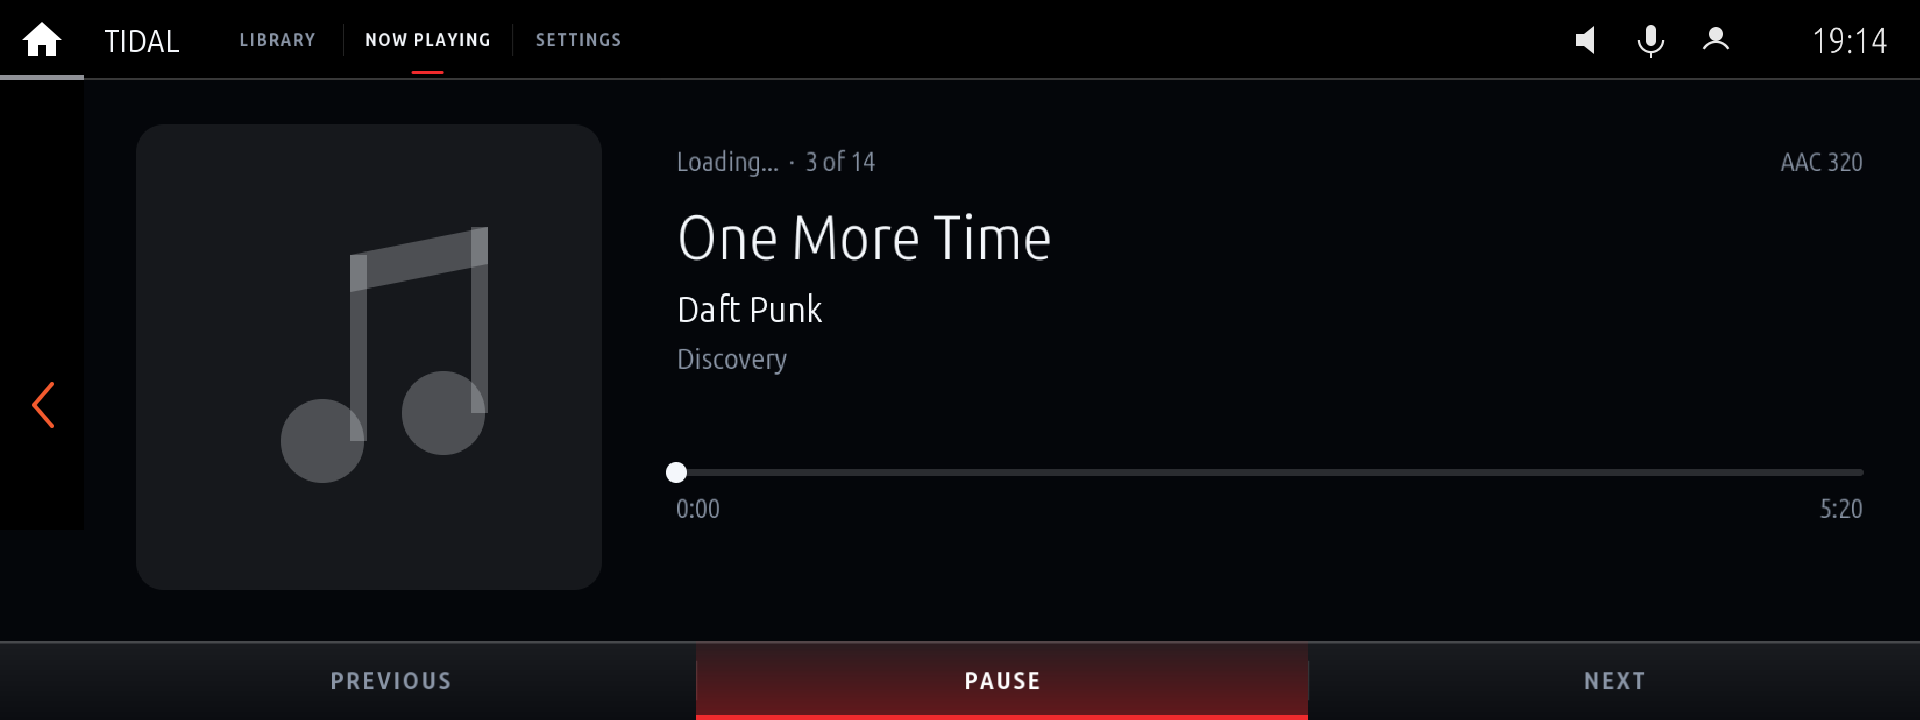 TIDAL
LIBRARY
NOW PLAYING
SETTINGS
19:14
Loading... · 3 of 14
AAC 320
One More Time
Daft Punk
Discovery
0:00
5:20
PREVIOUS
PAUSE
NEXT